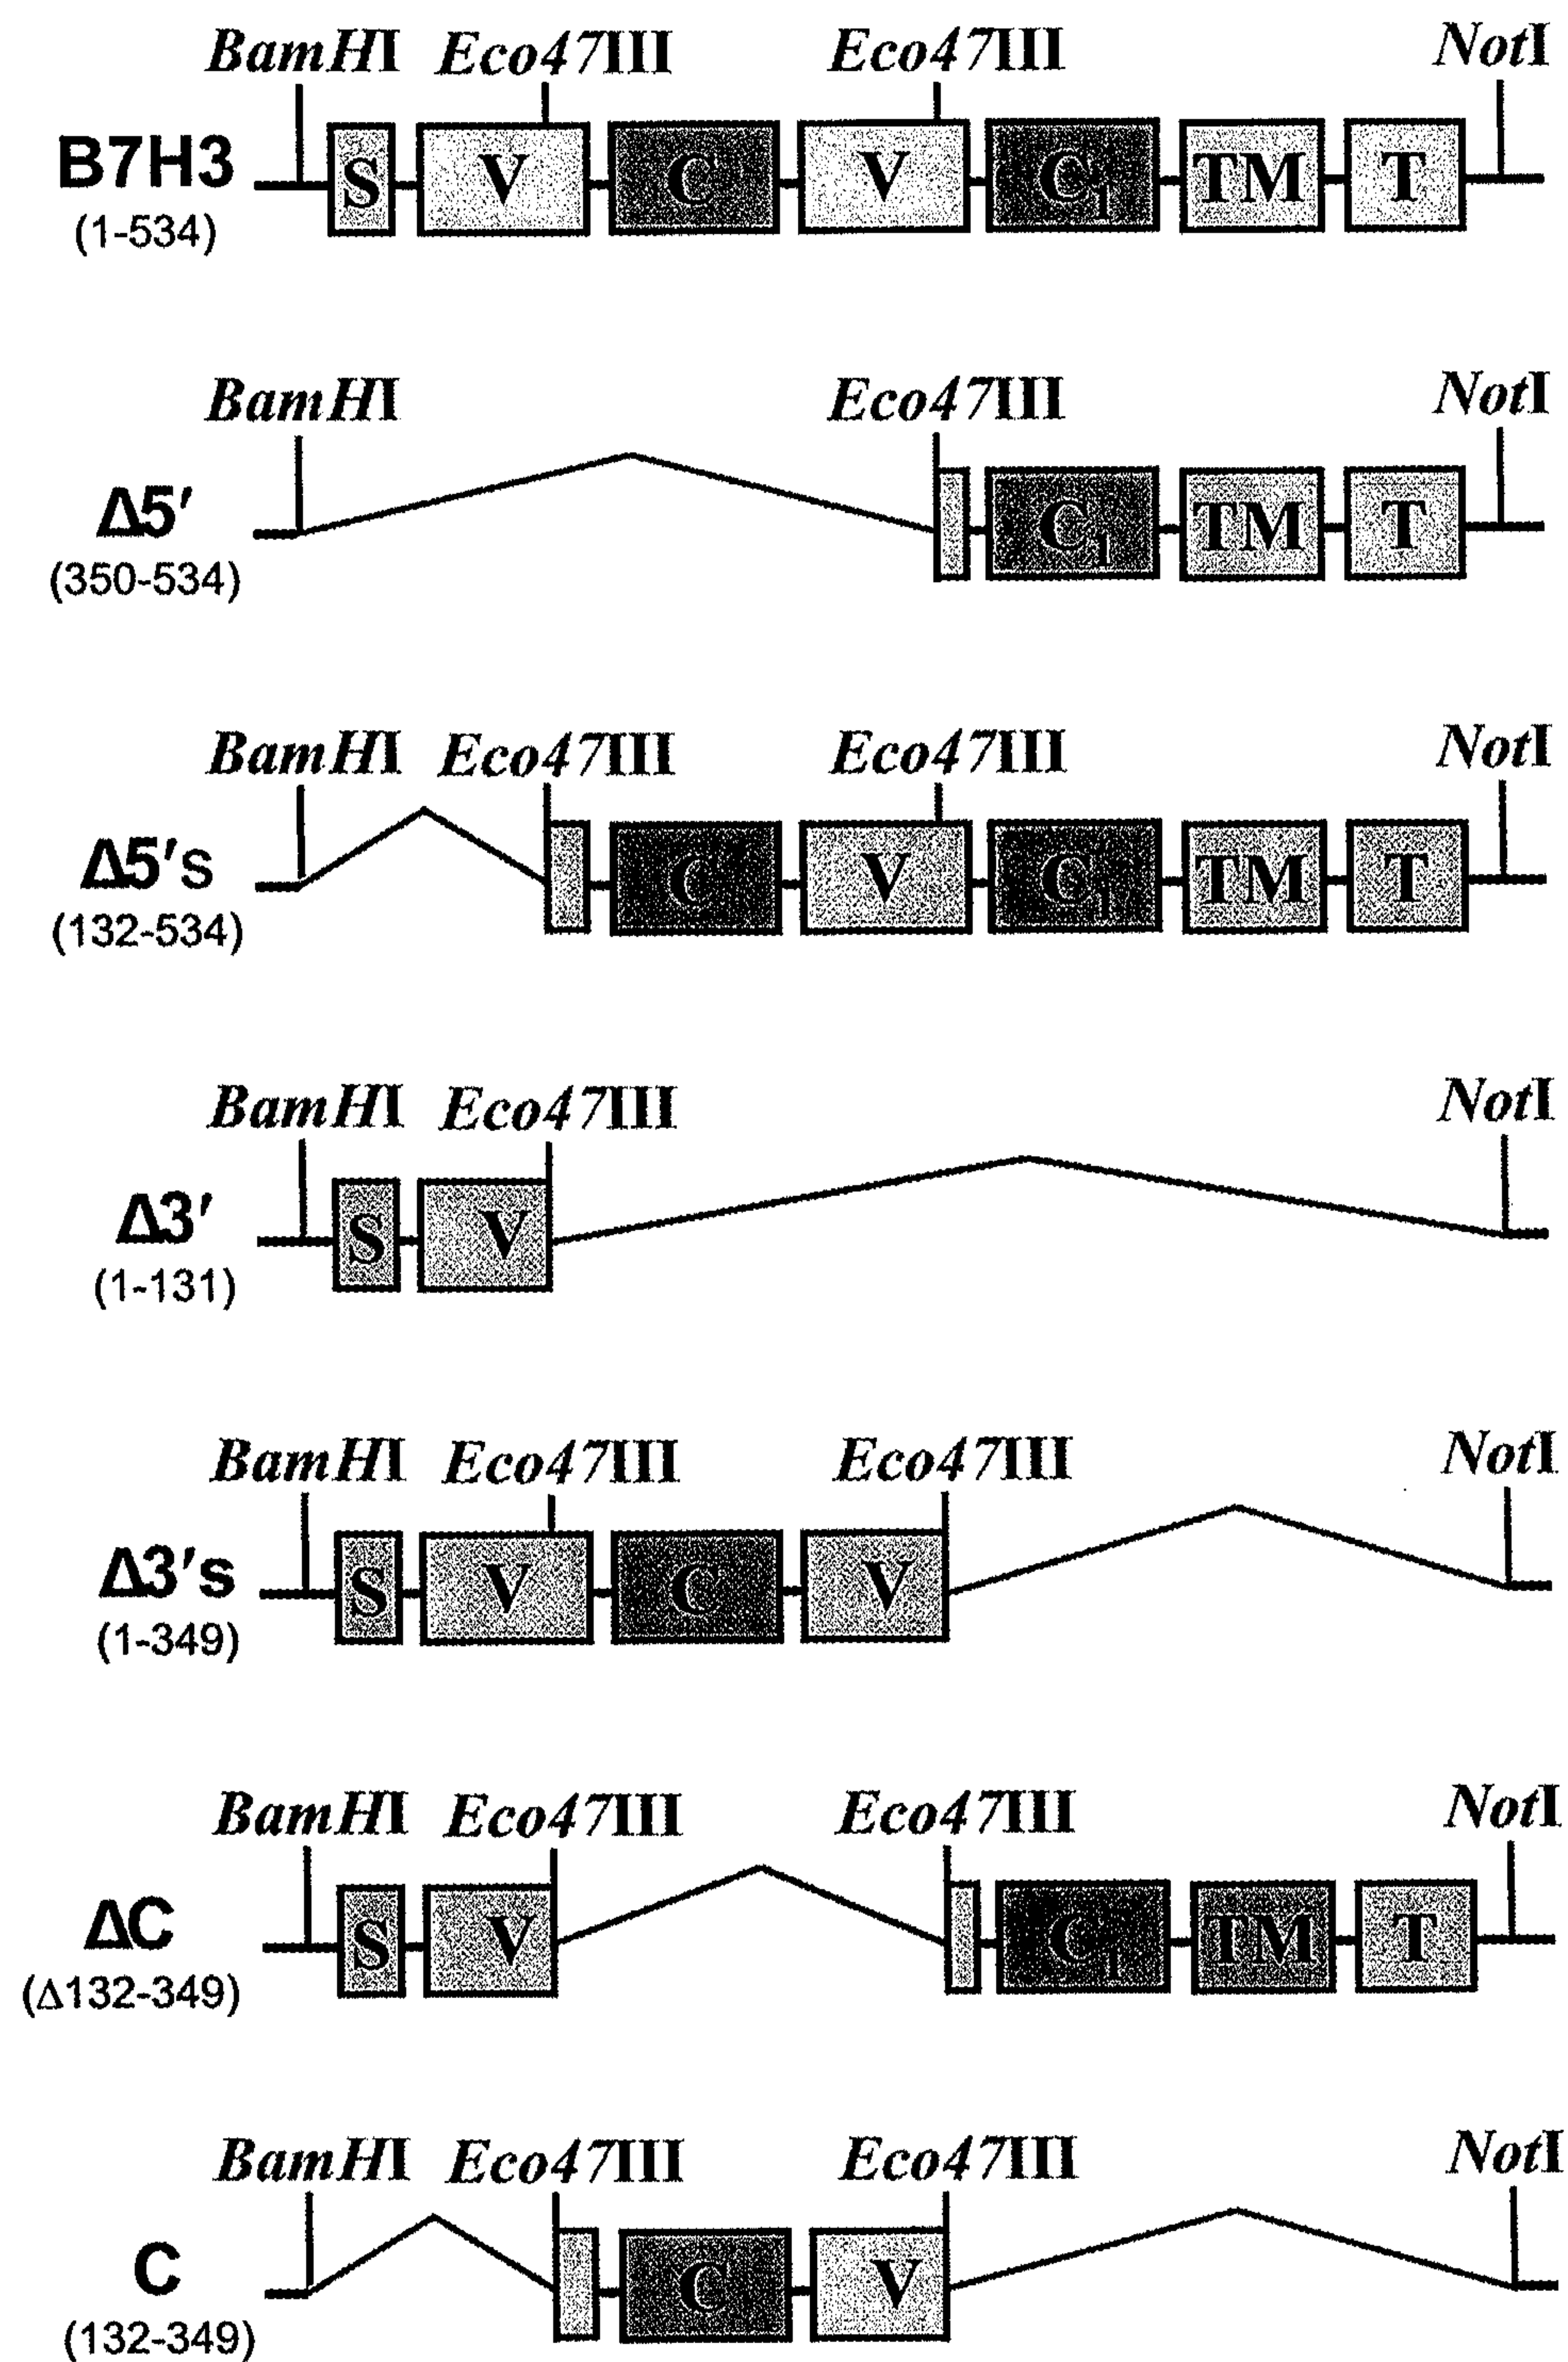 BamHI Eco47III Eco47III NotI
B7H3 S V C V C1 TM T
(1-534)
BamHI Eco47III NotI
Δ5′ C1 TM T
(350-534)
BamHI Eco47III Eco47III NotI
Δ5′s C V C1 TM T
(132-534)
BamHI Eco47III NotI
Δ3′ S V
(1-131)
BamHI Eco47III Eco47III NotI
Δ3′s S V C V
(1-349)
BamHI Eco47III Eco47III NotI
ΔC S V C1 TM T
(Δ132-349)
BamHI Eco47III Eco47III NotI
C C V
(132-349)